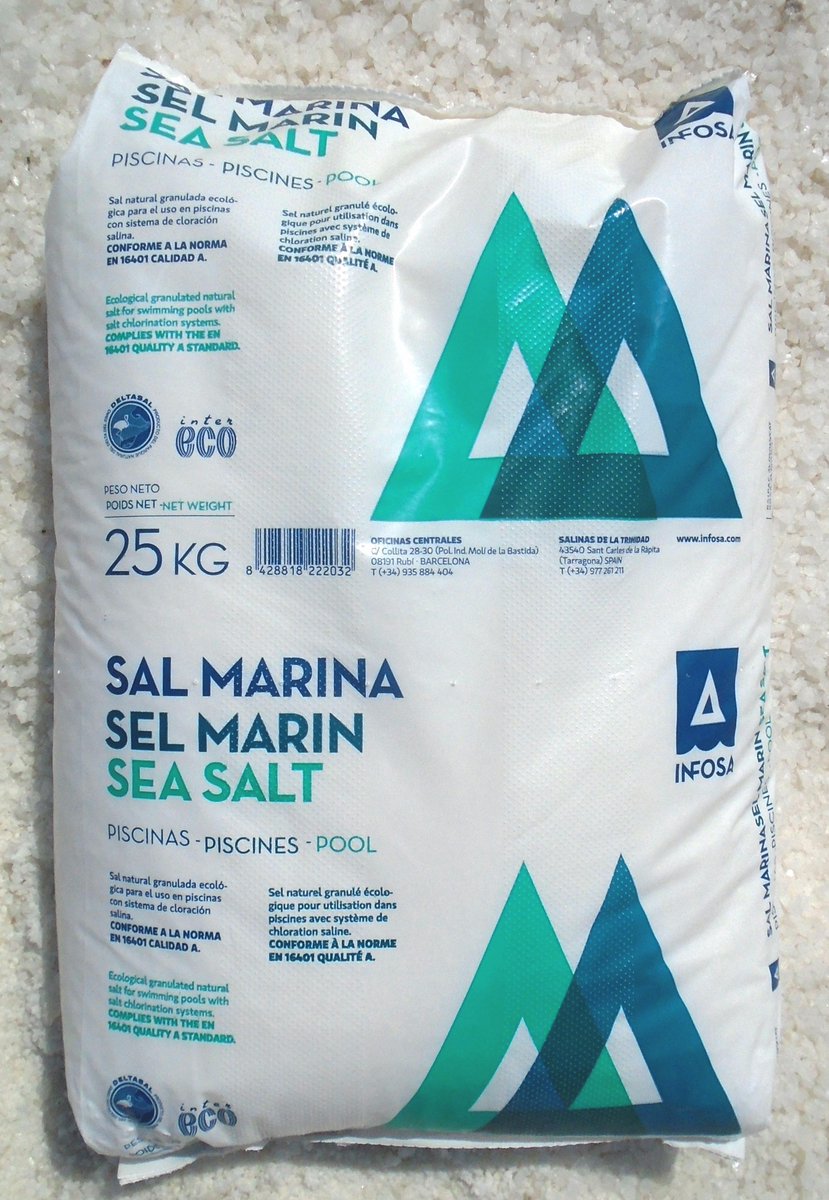 SEL MARIN
SEA SALT
PISCINAS - PISCINES - POOL
Sal natural granulada ecoló-
gica para el uso en piscinas
con sistema de cloración
salina.
CONFORME A LA NORMA
EN 16401 CALIDAD A.
Sel naturel granulé écolo-
gique pour utilisation dans
piscines avec système de
chloration saline.
CONFORME À LA NORME
EN 16401 QUALITÉ A.
Ecological granulated natural
salt for swimming pools with
salt chlorination systems.
COMPLIES WITH THE EN
16401 QUALITY A STANDARD.
INFOSA
DELTASAL
inter
eco
PESO NETO
POIDS NET - NET WEIGHT
25 KG
8 428818 222032
OFICINAS CENTRALES
C/ Collita 28-30 (Pol. Ind. Molí de la Bastida)
08191 Rubí · BARCELONA
T (+34) 935 884 404
SALINAS DE LA TRINIDAD
43540 Sant Carles de la Ràpita
(Tarragona) SPAIN
T (+34) 977 261 211
www.infosa.com
SAL MARINA
SEL MARIN
SEA SALT
PISCINAS - PISCINES - POOL
INFOSA
Sal natural granulada ecoló-
gica para el uso en piscinas
con sistema de cloración
salina.
CONFORME A LA NORMA
EN 16401 CALIDAD A.
Sel naturel granulé écolo-
gique pour utilisation dans
piscines avec système de
chloration saline.
CONFORME À LA NORME
EN 16401 QUALITÉ A.
Ecological granulated natural
salt for swimming pools with
salt chlorination systems.
COMPLIES WITH THE EN
16401 QUALITY A STANDARD.
DELTASAL
inter
eco
SAL MARINA SEL MARIN
SAL MARINA SEL MARIN SEA SALT